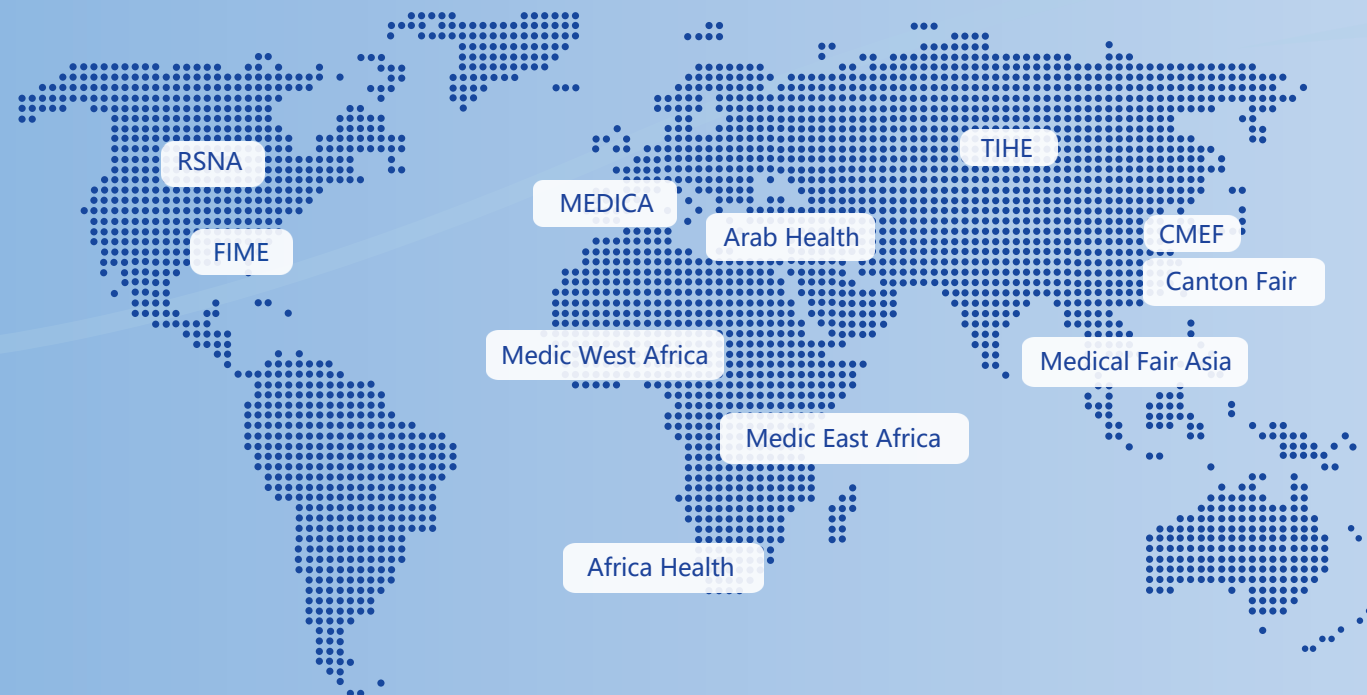 TIHE
RSNA
MEDICA
CMEF
Arab Health
FIME
Canton Fair
Medic West Africa
Medical Fair Asia
Medic East Africa
Africa Health